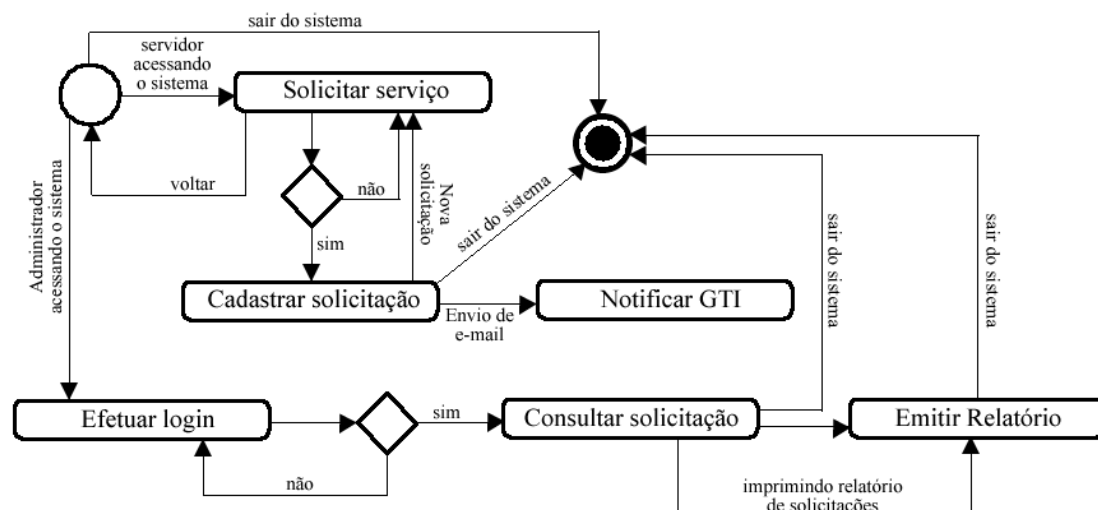 sair do sistema
servidor
acessando
o sistema
Solicitar serviço
voltar
não
Nova
solicitação
sair do sistema
sim
Administrador
acessando o sistema
Cadastrar solicitação
Envio de
e-mail
Notificar GTI
sair do
sistema
sair do
sistema
Efetuar login
sim
Consultar solicitação
Emitir Relatório
não
imprimindo relatório
de solicitações